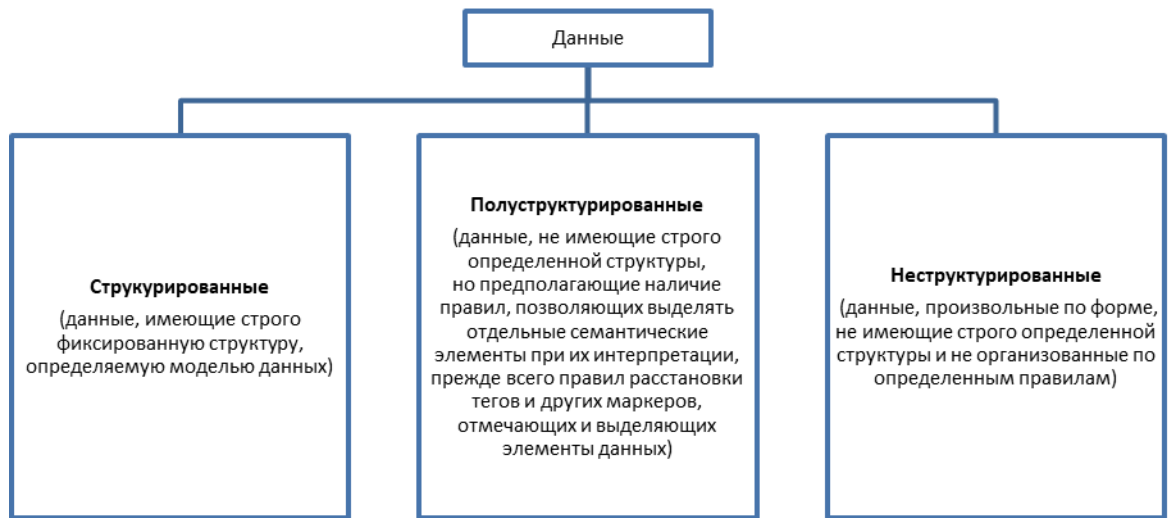 Данные
Струкурированные
(данные, имеющие строго
фиксированную структуру,
определяемую моделью данных)
Полуструктурированные
(данные, не имеющие строго
определенной структуры,
но предполагающие наличие
правил, позволяющих выделять
отдельные семантические
элементы при их интерпретации,
прежде всего правил расстановки
тегов и других маркеров,
отмечающих и выделяющих
элементы данных)
Неструктурированные
(данные, произвольные по форме,
не имеющие строго определенной
структуры и не организованные по
определенным правилам)